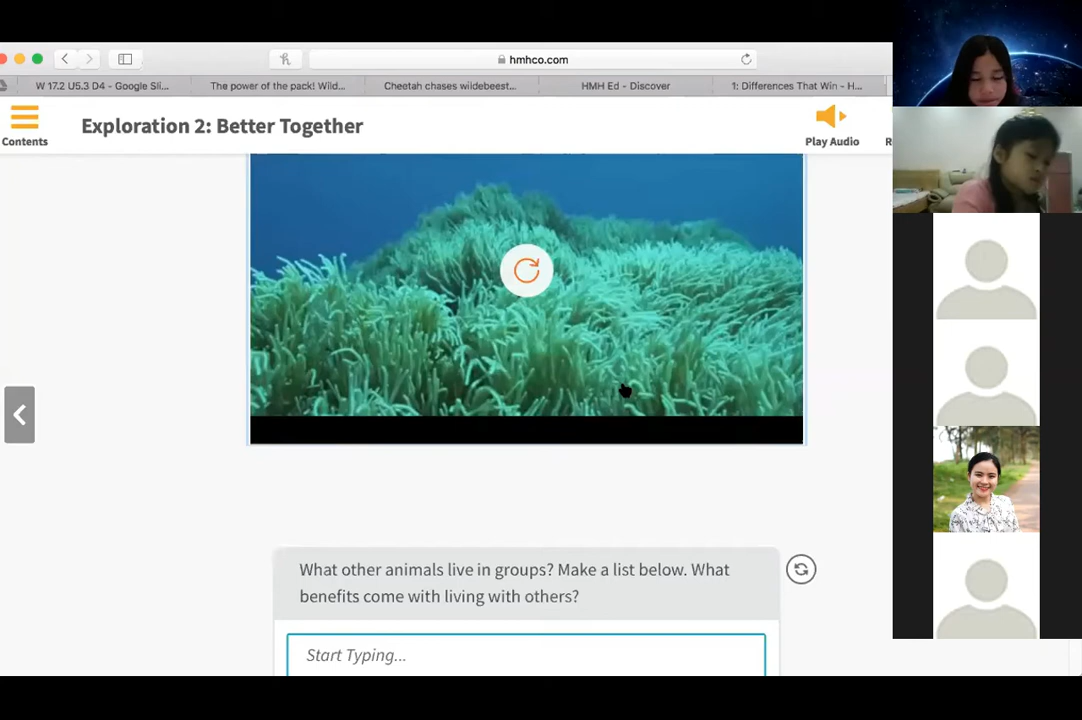 hmhco.com
W 17.2 U5.3 D4 - Google Sli...
The power of the pack! Wild...
Cheetah chases wildebeest...
HMH Ed - Discover
1: Differences That Win - H...
Contents
Exploration 2: Better Together
Play Audio
R
What other animals live in groups? Make a list below. What
benefits come with living with others?
Start Typing...